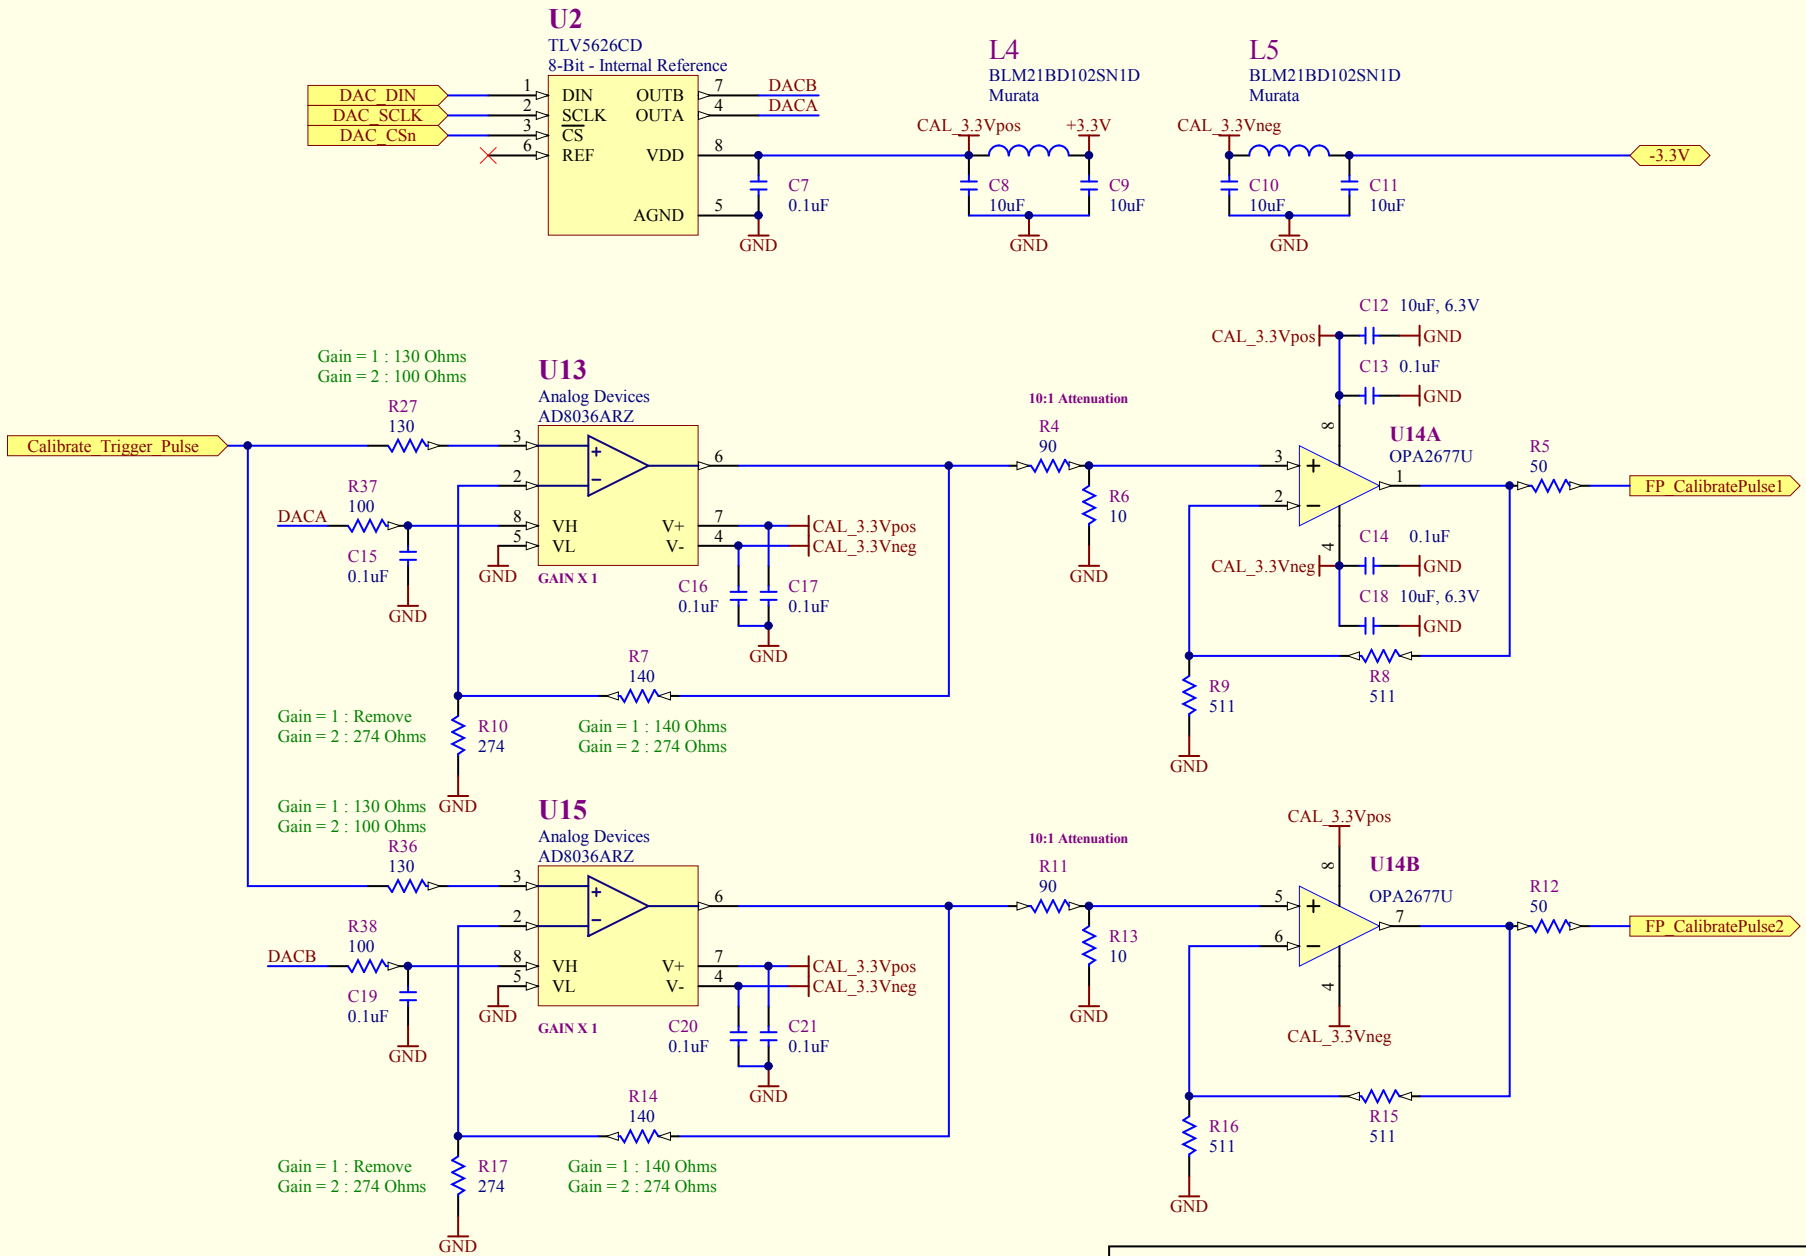 U2
TLV5626CD
8-Bit - Internal Reference
DAC_DIN
DAC_SCLK
DAC_CSn
1
2
3
6
DIN
SCLK
CS
REF
OUTB
OUTA
VDD
AGND
7
4
8
5
DACB
DACA
C7
0.1uF
GND
L4
BLM21BD102SN1D
Murata
CAL_3.3Vpos
+3.3V
C8
10uF
C9
10uF
GND
L5
BLM21BD102SN1D
Murata
CAL_3.3Vneg
-3.3V
C10
10uF
C11
10uF
GND
Gain = 1 : 130 Ohms
Gain = 2 : 100 Ohms
R27
130
Calibrate_Trigger_Pulse
R37
100
DACA
C15
0.1uF
GND
U13
Analog Devices
AD8036ARZ
3
2
8
5
+
−
VH
VL
V+
V-
6
7
4
GND
GAIN X 1
CAL_3.3Vpos
CAL_3.3Vneg
C16
0.1uF
C17
0.1uF
GND
R7
140
Gain = 1 : 140 Ohms
Gain = 2 : 274 Ohms
Gain = 1 : Remove
Gain = 2 : 274 Ohms
R10
274
GND
10:1 Attenuation
R4
90
R6
10
GND
C12 10uF, 6.3V
CAL_3.3Vpos
GND
C13 0.1uF
GND
8
U14A
OPA2677U
3
2
+
−
1
4
R5
50
FP_CalibratePulse1
C14 0.1uF
CAL_3.3Vneg
GND
C18 10uF, 6.3V
GND
R8
511
R9
511
GND
Gain = 1 : 130 Ohms
Gain = 2 : 100 Ohms
R36
130
R38
100
DACB
C19
0.1uF
GND
U15
Analog Devices
AD8036ARZ
3
2
8
5
+
−
VH
VL
V+
V-
6
7
4
GND
GAIN X 1
CAL_3.3Vpos
CAL_3.3Vneg
C20
0.1uF
C21
0.1uF
GND
R14
140
Gain = 1 : 140 Ohms
Gain = 2 : 274 Ohms
Gain = 1 : Remove
Gain = 2 : 274 Ohms
R17
274
GND
10:1 Attenuation
R11
90
R13
10
GND
CAL_3.3Vpos
8
U14B
OPA2677U
5
6
+
−
7
4
CAL_3.3Vneg
R12
50
FP_CalibratePulse2
R15
511
R16
511
GND